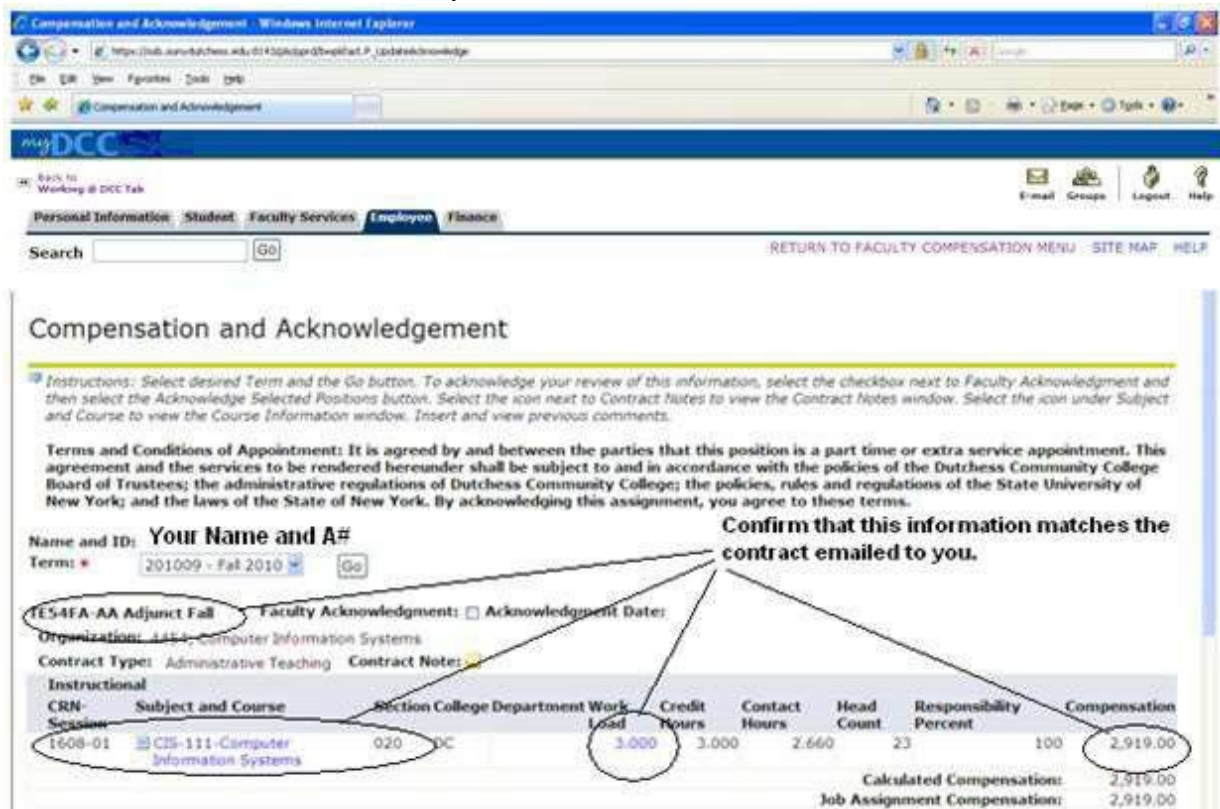 Compensation and Acknowledgement - Windows Internet Explorer
File Edit View Favorites Tools Help
Compensation and Acknowledgement
Page Tools
myDCC
Back to
Working @ DCC Tab
E-mail Groups Logout Help
Personal Information Student Faculty Services Employee Finance
Search Go
RETURN TO FACULTY COMPENSATION MENU SITE MAP HELP
Compensation and Acknowledgement
Instructions: Select desired Term and the Go button. To acknowledge your review of this information, select the checkbox next to Faculty Acknowledgment and
then select the Acknowledge Selected Positions button. Select the icon next to Contract Notes to view the Contract Notes window. Select the icon under Subject
and Course to view the Course Information window. Insert and view previous comments.
Terms and Conditions of Appointment: It is agreed by and between the parties that this position is a part time or extra service appointment. This
agreement and the services to be rendered hereunder shall be subject to and in accordance with the policies of the Dutchess Community College
Board of Trustees; the administrative regulations of Dutchess Community College; the policies, rules and regulations of the State University of
New York; and the laws of the State of New York. By acknowledging this assignment, you agree to these terms.
Confirm that this information matches the
contract emailed to you.
Name and ID: Your Name and A#
Term: * 201009 - Fall 2010 Go
TE54FA-AA Adjunct Fall Faculty Acknowledgment: Acknowledgment Date:
Organization: Computer Information Systems
Contract Type: Administrative Teaching Contract Note:
Instructional
CRN- Subject and Course Section College Department Work Credit Contact Head Responsibility Compensation
Session Load Hours Hours Count Percent
1608-01 CIS-111-Computer 020 DC 3.000 3.000 2.660 23 100 2,919.00
Information Systems
Calculated Compensation: 2,919.00
Job Assignment Compensation: 2,919.00